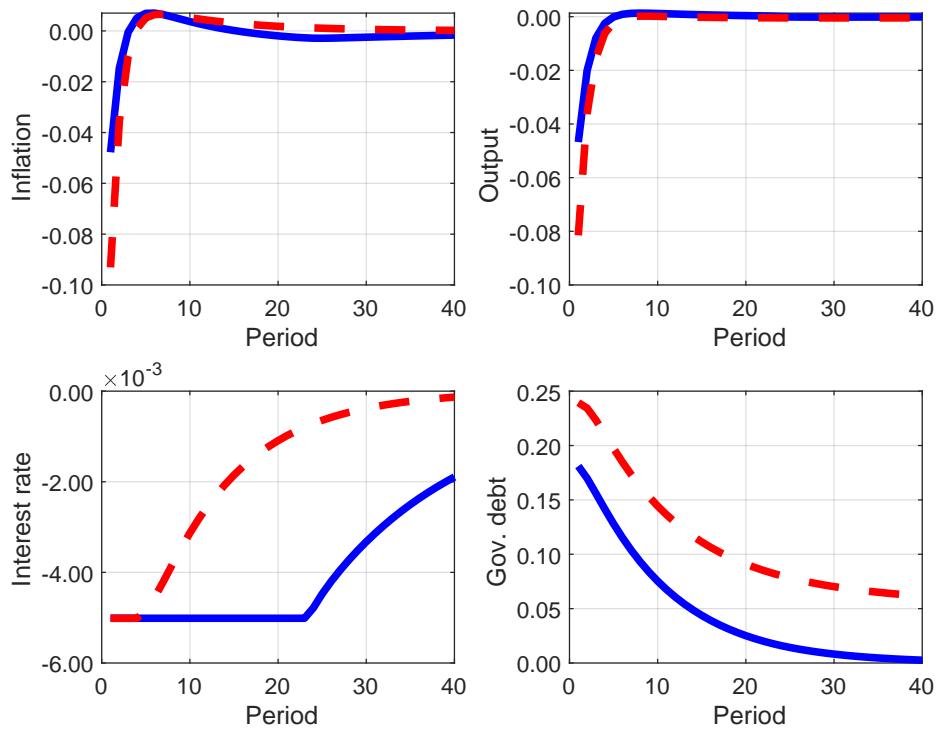 0.00
-0.02
-0.04
-0.06
-0.08
-0.10
Inflation
0 10 20 30 40
Period
0.00
-0.02
-0.04
-0.06
-0.08
-0.10
Output
0 10 20 30 40
Period
×10⁻³
0.00
-2.00
-4.00
-6.00
Interest rate
0 10 20 30 40
Period
0.25
0.20
0.15
0.10
0.05
0.00
Gov. debt
0 10 20 30 40
Period